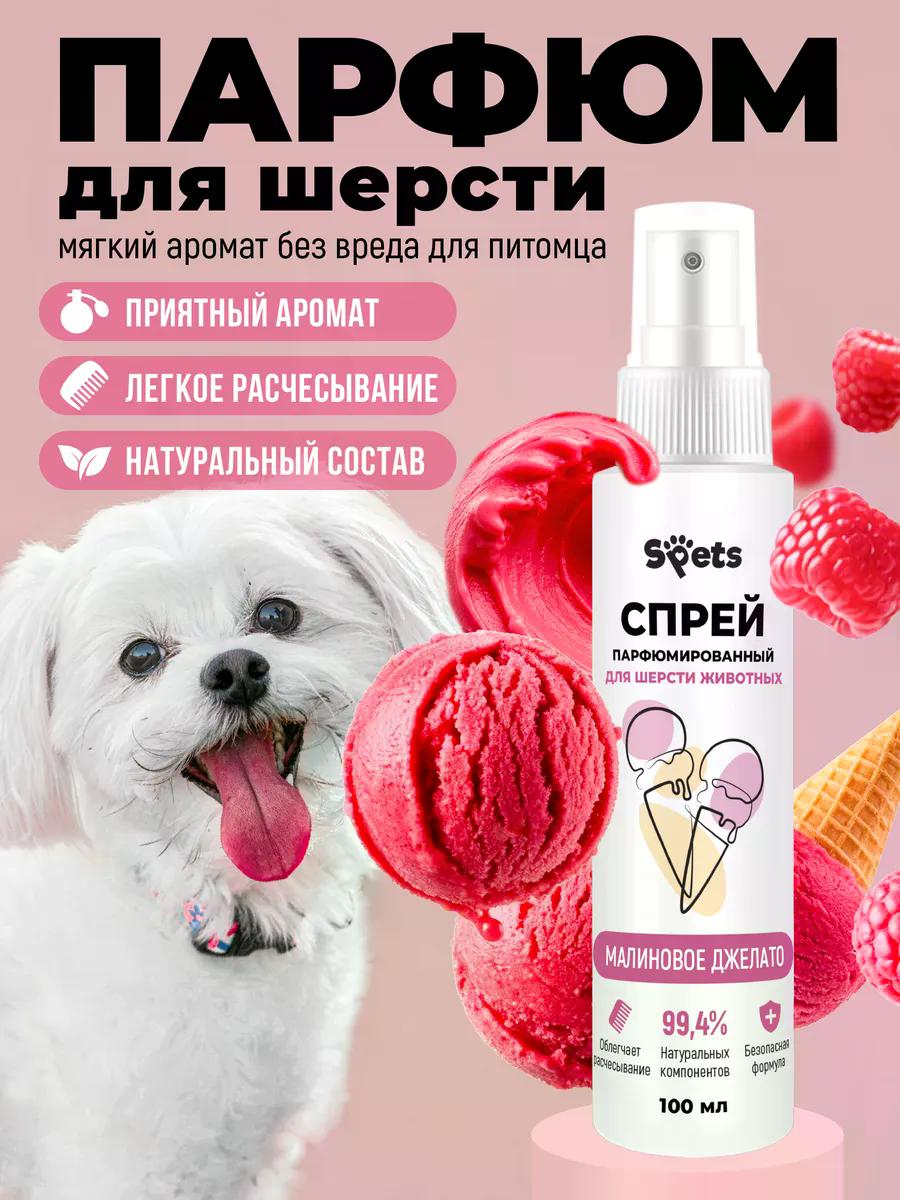 ПАРФЮМ
для шерсти
мягкий аромат без вреда для питомца
ПРИЯТНЫЙ АРОМАТ
ЛЕГКОЕ РАСЧЕСЫВАНИЕ
НАТУРАЛЬНЫЙ СОСТАВ
Spets
СПРЕЙ
ПАРФЮМИРОВАННЫЙ
ДЛЯ ШЕРСТИ ЖИВОТНЫХ
МАЛИНОВОЕ ДЖЕЛАТО
Облегчает
расчесывание
99,4%
Натуральных
компонентов
Безопасная
формула
100 мл